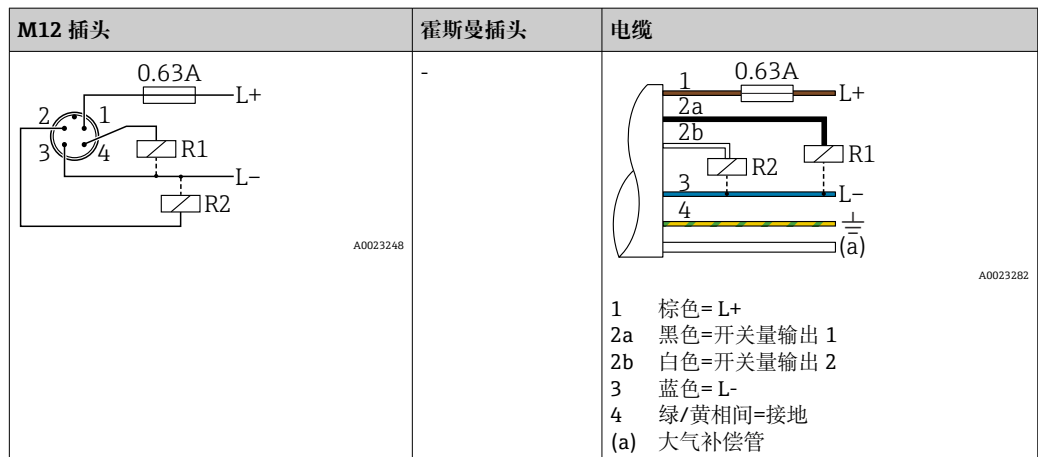 M12 插头
霍斯曼插头
电缆
0.63A
L+
2
1
3
4
R1
L–
R2
A0023248
-
1
0.63A
L+
2a
2b
R2
R1
3
L–
4
(a)
A0023282
1 棕色= L+
2a 黑色=开关量输出 1
2b 白色=开关量输出 2
3 蓝色= L-
4 绿/黄相间=接地
(a) 大气补偿管